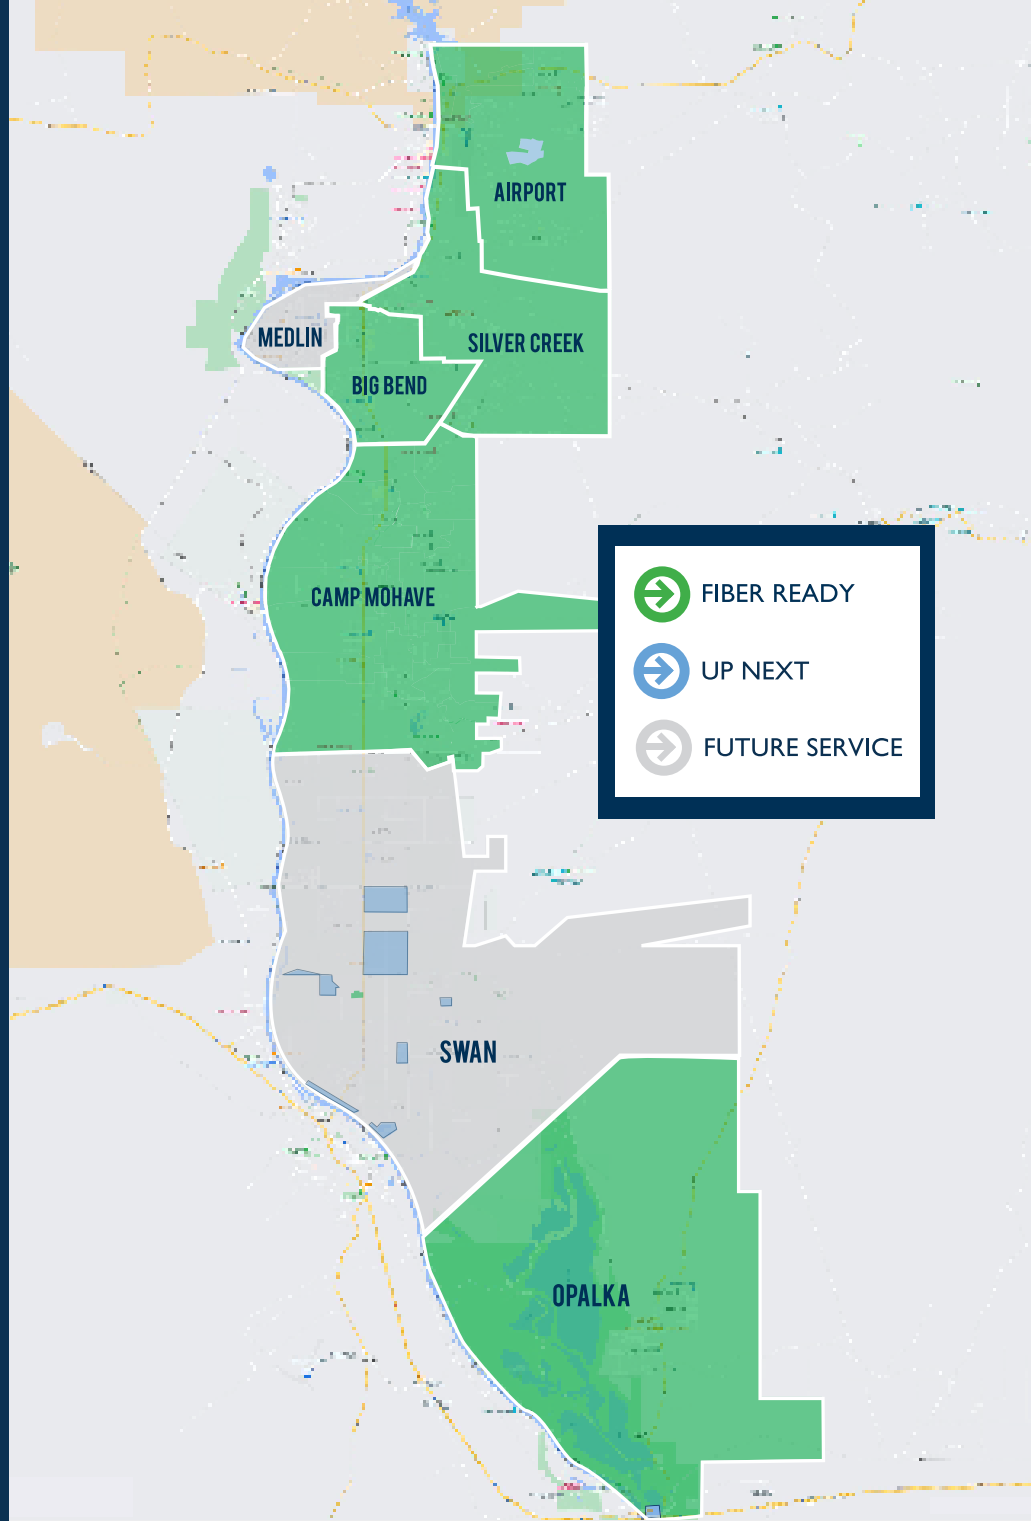 AIRPORT
MEDLIN
SILVER CREEK
BIG BEND
CAMP MOHAVE
FIBER READY
UP NEXT
FUTURE SERVICE
SWAN
OPALKA